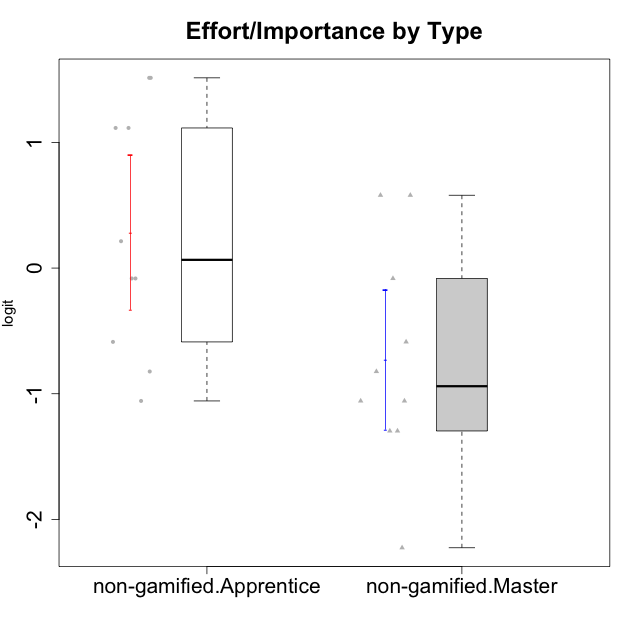 Effort/Importance by Type
1
0
-1
-2
logit
non-gamified.Apprentice
non-gamified.Master